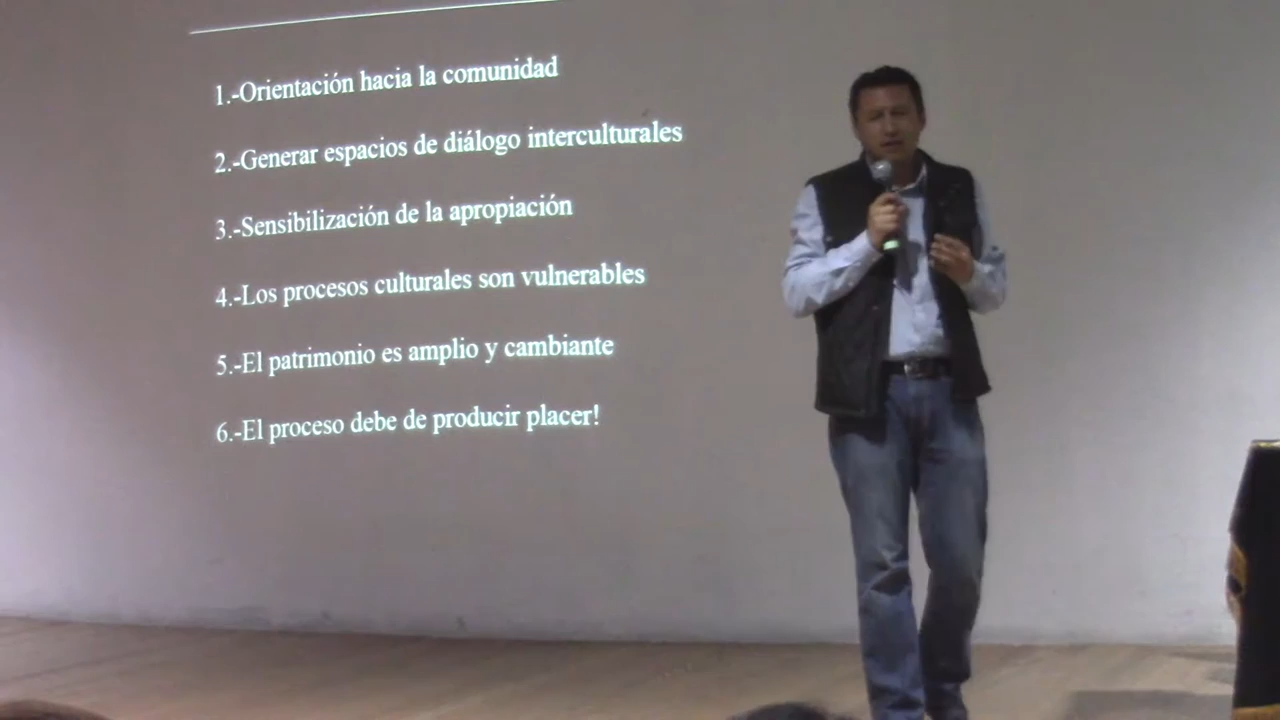 1.-Orientación hacia la comunidad
2.-Generar espacios de diálogo interculturales
3.-Sensibilización de la apropiación
4.-Los procesos culturales son vulnerables
5.-El patrimonio es amplio y cambiante
6.-El proceso debe de producir placer!